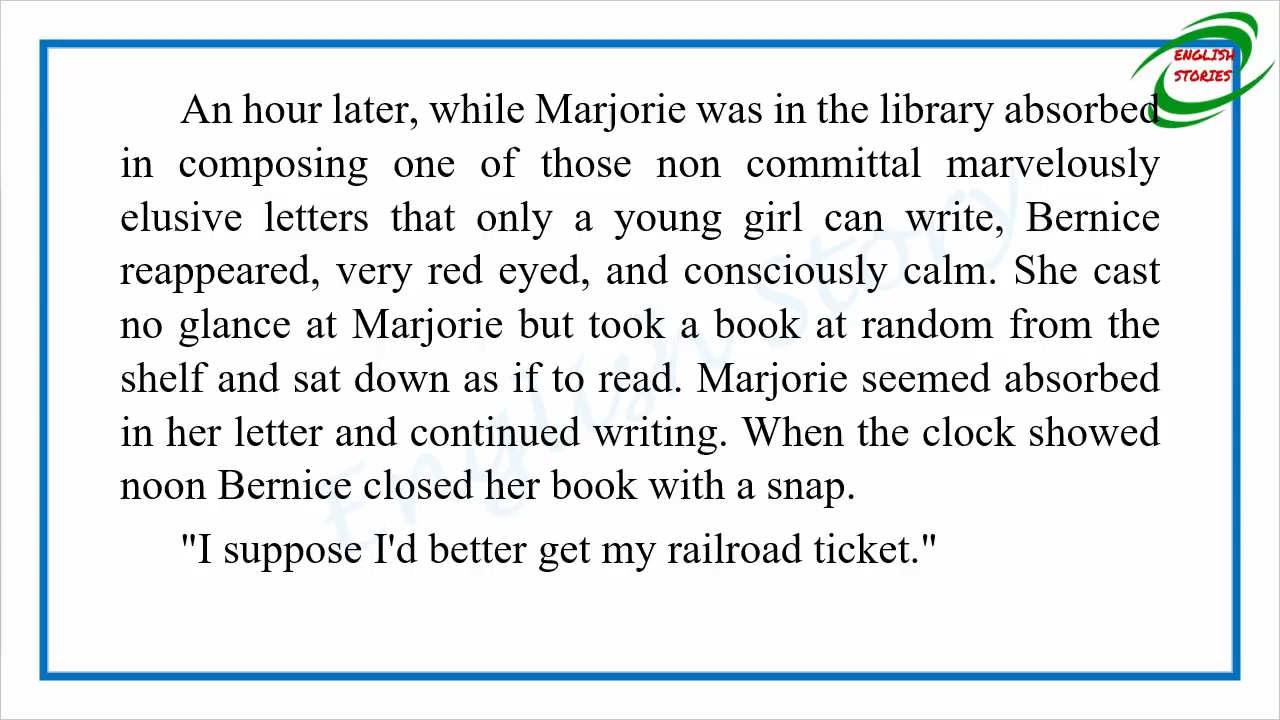 ENGLISH
STORIES
An hour later, while Marjorie was in the library absorbed
in composing one of those non committal marvelously
elusive letters that only a young girl can write, Bernice
reappeared, very red eyed, and consciously calm. She cast
no glance at Marjorie but took a book at random from the
shelf and sat down as if to read. Marjorie seemed absorbed
in her letter and continued writing. When the clock showed
noon Bernice closed her book with a snap.
"I suppose I'd better get my railroad ticket."
English Story